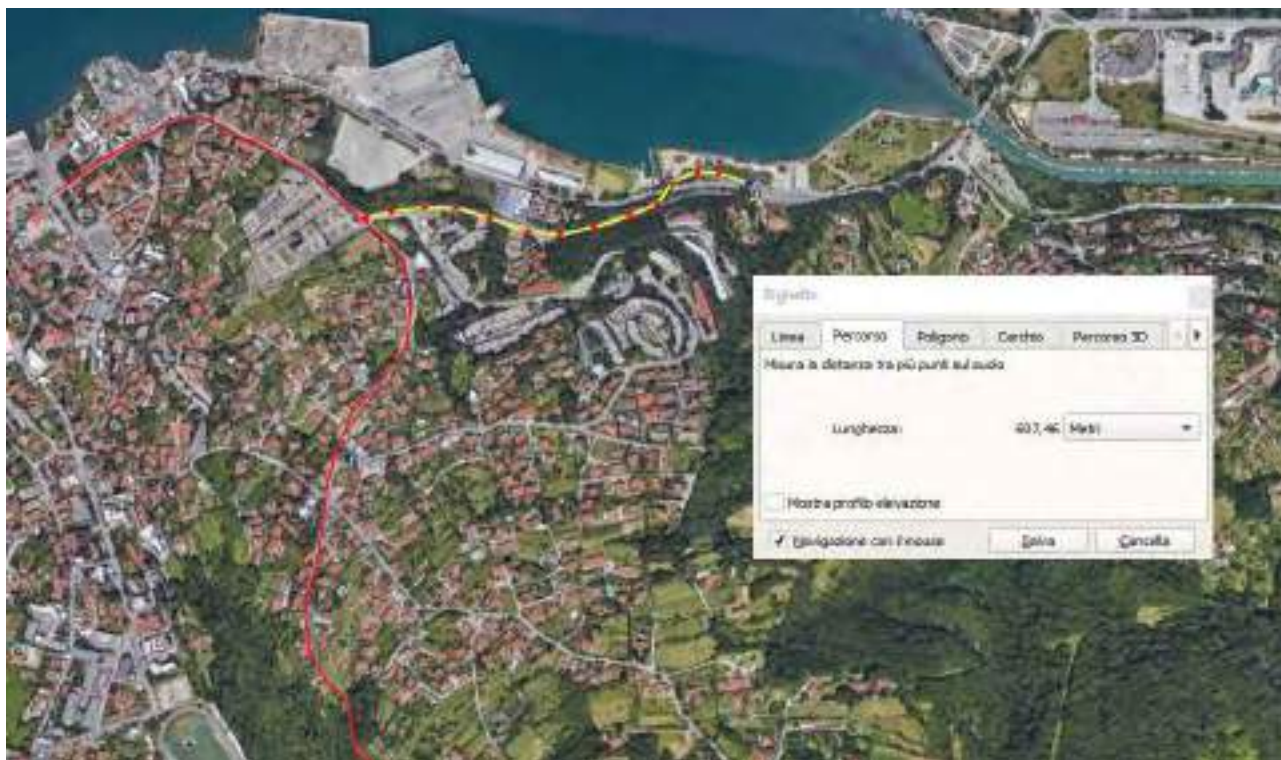 Righello
Linea Percorso Poligono Cerchio Percorso 3D
Misura la distanza tra più punti sul suolo
Lunghezza: Metri
Mostra profilo elevazione
Navigazione con il mouse Salva Cancella